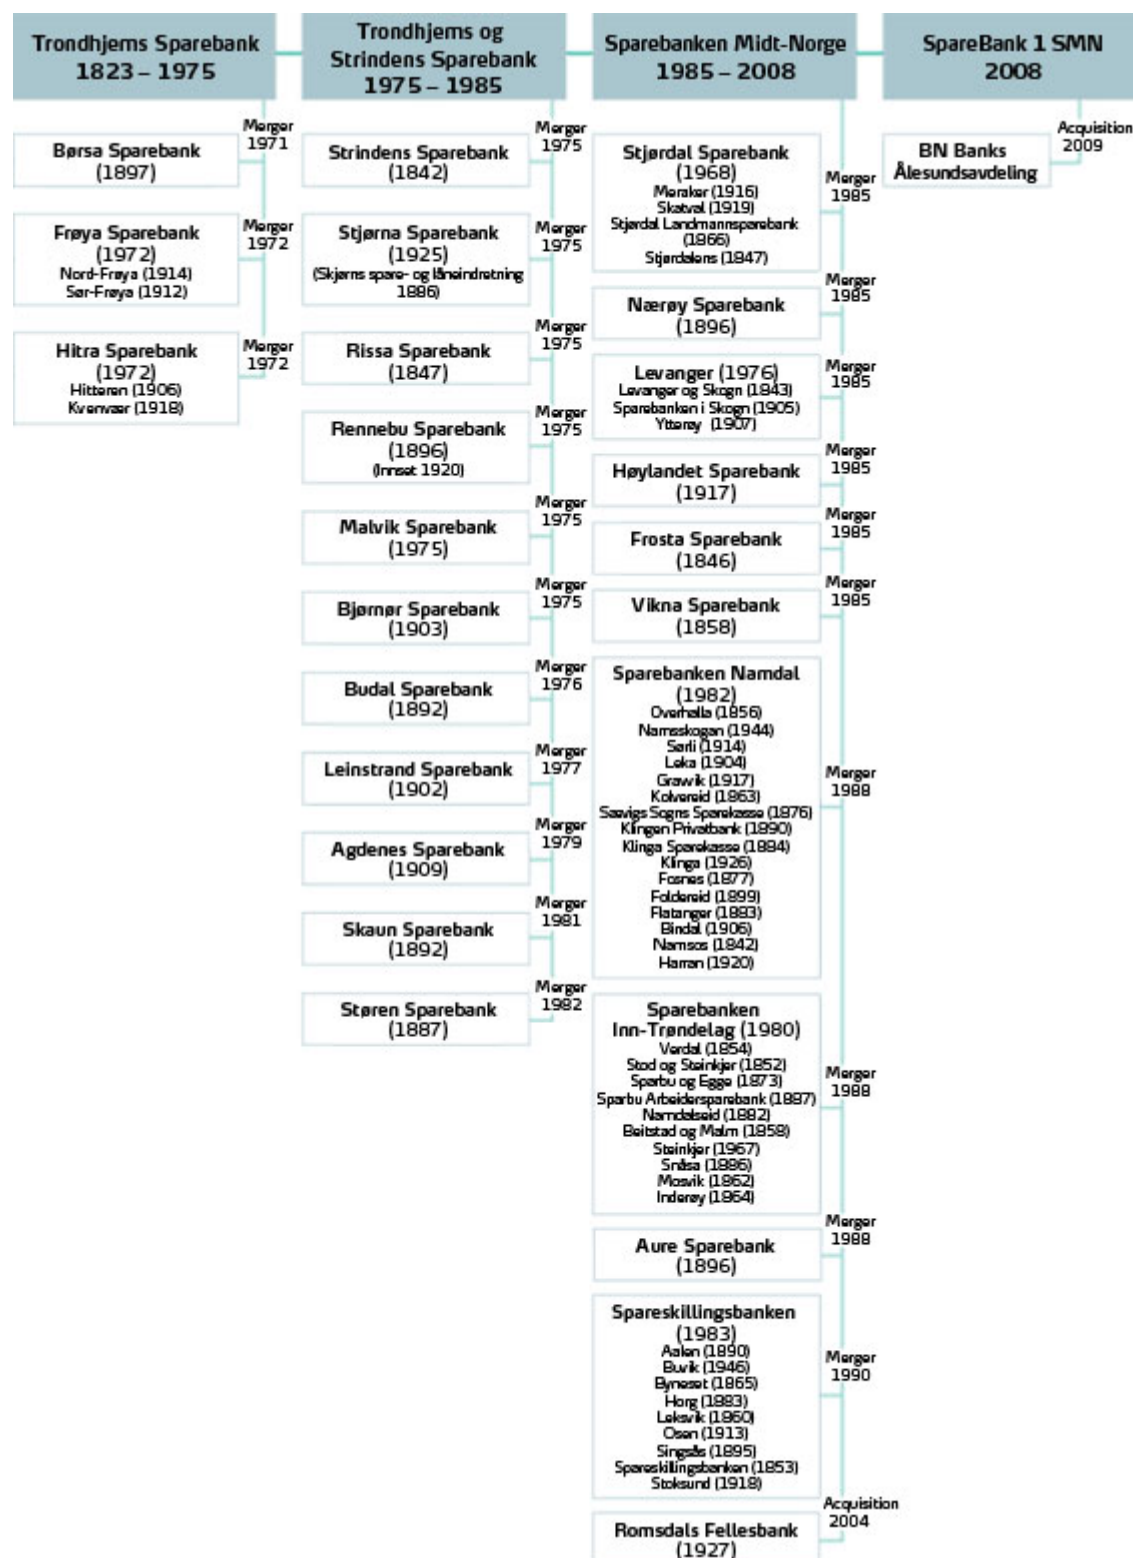 Trondhjems Sparebank
1823 – 1975
Merger
1971
Børsa Sparebank
(1897)
Merger
1972
Frøya Sparebank
(1972)
Nord-Frøya (1914)
Sør-Frøya (1912)
Merger
1972
Hitra Sparebank
(1972)
Hitteren (1906)
Kvenvær (1918)
Trondhjems og
Strindens Sparebank
1975 – 1985
Merger
1975
Strindens Sparebank
(1842)
Merger
1975
Stjørna Sparebank
(1925)
(Skjørns spare- og låneindretning
1886)
Merger
1975
Rissa Sparebank
(1847)
Merger
1975
Rennebu Sparebank
(1896)
(Innset 1920)
Merger
1975
Malvik Sparebank
(1975)
Merger
1975
Bjørnør Sparebank
(1903)
Merger
1976
Budal Sparebank
(1892)
Merger
1977
Leinstrand Sparebank
(1902)
Merger
1979
Agdenes Sparebank
(1909)
Merger
1981
Skaun Sparebank
(1892)
Merger
1982
Støren Sparebank
(1887)
Sparebanken Midt-Norge
1985 – 2008
Stjørdal Sparebank
(1968)
Meraker (1916)
Skatval (1919)
Stjørdal Landmannsparebank
(1866)
Stjørdalens (1847)
Merger
1985
Merger
1985
Nærøy Sparebank
(1896)
Merger
1985
Levanger (1976)
Levanger og Skogn (1843)
Sparebanken i Skogn (1905)
Ytterøy (1907)
Merger
1985
Høylandet Sparebank
(1917)
Merger
1985
Frosta Sparebank
(1846)
Merger
1985
Vikna Sparebank
(1858)
Sparebanken Namdal
(1982)
Overhalla (1856)
Namsskogan (1944)
Sørli (1914)
Leka (1904)
Gravvik (1917)
Kolvereid (1863)
Sævigs Sogns Sparekasse (1876)
Klingen Privatbank (1890)
Klinga Sparekasse (1884)
Klinga (1926)
Fosnes (1877)
Foldereid (1899)
Flatanger (1883)
Bindal (1906)
Namsos (1842)
Harran (1920)
Merger
1988
Sparebanken
Inn-Trøndelag (1980)
Verdal (1854)
Stod og Steinkjer (1852)
Sparbu og Egge (1873)
Sparbu Arbeidersparebank (1887)
Namdalseid (1882)
Beitstad og Malm (1858)
Steinkjer (1967)
Snåsa (1886)
Mosvik (1862)
Inderøy (1864)
Merger
1988
Merger
1988
Aure Sparebank
(1896)
Spareskillingsbanken
(1983)
Aalen (1890)
Buvik (1946)
Byneset (1865)
Horg (1883)
Leksvik (1860)
Osen (1913)
Singsås (1895)
Spareskillingsbanken (1853)
Stoksund (1918)
Merger
1990
Acquisition
2004
Romsdals Fellesbank
(1927)
SpareBank 1 SMN
2008
Acquisition
2009
BN Banks
Ålesundsavdeling